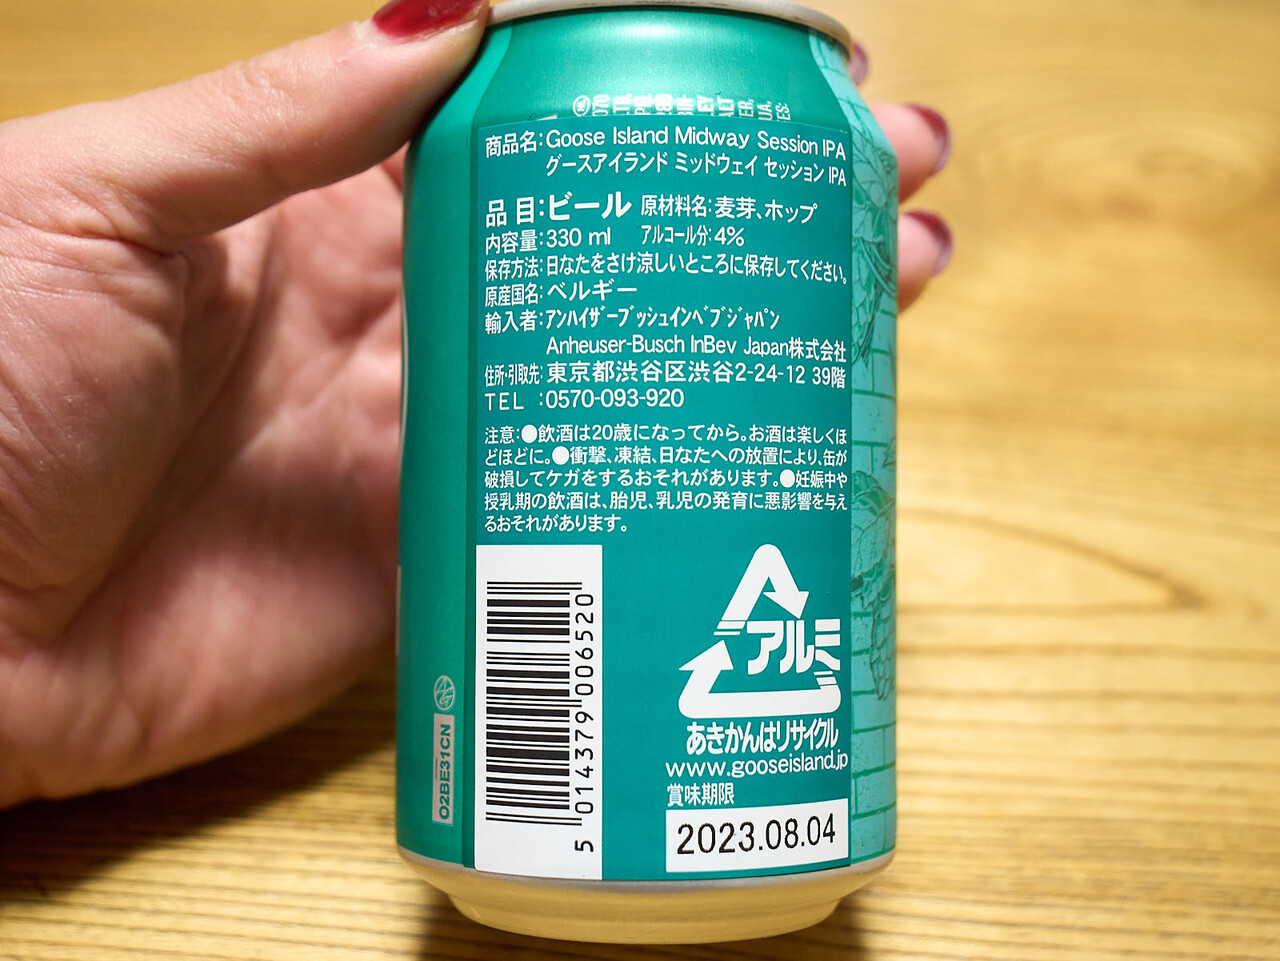 商品名:Goose Island Midway Session IPA
グースアイランド ミッドウェイ セッション IPA
品目:ビール 原材料名:麦芽、ホップ
内容量:330 ml アルコール分:4%
保存方法:日なたをさけ涼しいところに保存してください。
原産国名:ベルギー
輸入者:アンハイザーブッシュインベブジャパン
Anheuser-Busch InBev Japan株式会社
住所・引取先:東京都渋谷区渋谷2-24-12 39階
TEL :0570-093-920
注意:●飲酒は20歳になってから。お酒は楽しくほ
どほどに。●衝撃、凍結、日なたへの放置により、缶が
破損してケガをするおそれがあります。●妊娠中や
授乳期の飲酒は、胎児、乳児の発育に悪影響を与え
るおそれがあります。
5 014379 006520
アルミ
あきかんはリサイクル
www.gooseisland.jp
賞味期限
2023.08.04
02BE31CN